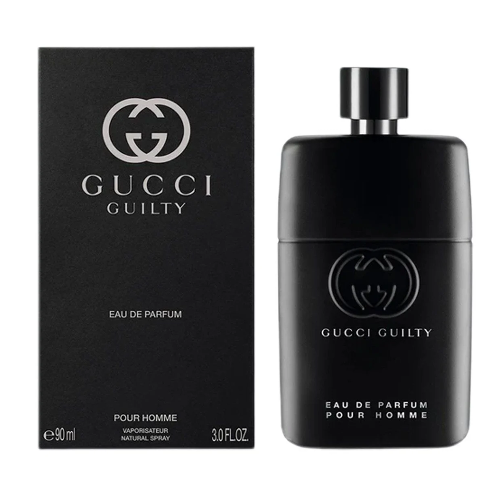 GUCCI
GUILTY
EAU DE PARFUM
POUR HOMME
e90ml
VAPORISATEUR
NATURAL SPRAY
3.0 FL.OZ.
GUCCI GUILTY
EAU DE PARFUM
POUR HOMME